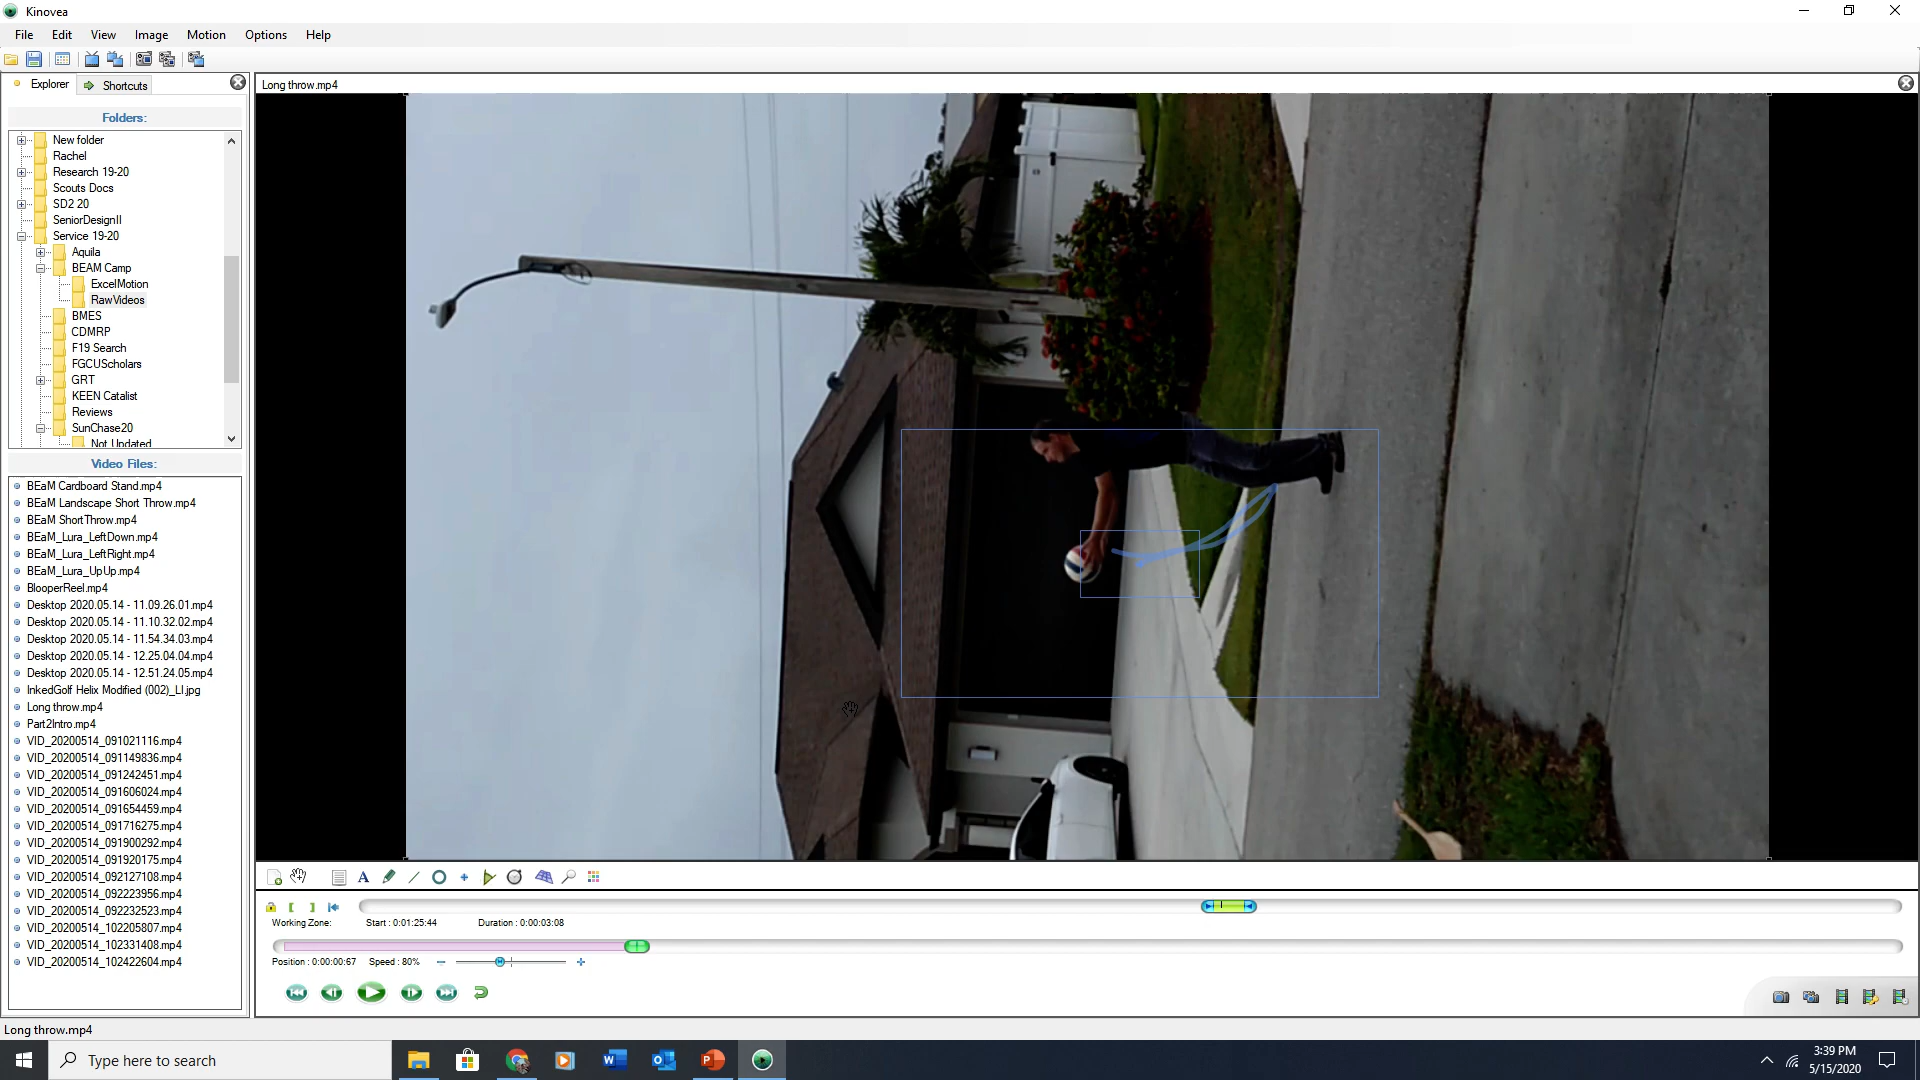 Kinovea
File Edit View Image Motion Options Help
Explorer Shortcuts
Long throw.mp4
Folders:
New folder
Rachel
Research 19-20
Scouts Docs
SD2 20
SeniorDesignII
Service 19-20
Aquila
BEAM Camp
ExcelMotion
RawVideos
BMES
CDMRP
F19 Search
FGCUScholars
GRT
KEEN Catalist
Reviews
SunChase20
Not Updated
Video Files:
BEaM Cardboard Stand.mp4
BEaM Landscape Short Throw.mp4
BEaM ShortThrow.mp4
BEaM_Lura_LeftDown.mp4
BEaM_Lura_LeftRight.mp4
BEaM_Lura_UpUp.mp4
BlooperReel.mp4
Desktop 2020.05.14 - 11.09.26.01.mp4
Desktop 2020.05.14 - 11.10.32.02.mp4
Desktop 2020.05.14 - 11.54.34.03.mp4
Desktop 2020.05.14 - 12.25.04.04.mp4
Desktop 2020.05.14 - 12.51.24.05.mp4
InkedGolf Helix Modified (002)_LI.jpg
Long throw.mp4
Part2Intro.mp4
VID_20200514_091021116.mp4
VID_20200514_091149836.mp4
VID_20200514_091242451.mp4
VID_20200514_091606024.mp4
VID_20200514_091654459.mp4
VID_20200514_091716275.mp4
VID_20200514_091900292.mp4
VID_20200514_091920175.mp4
VID_20200514_092127108.mp4
VID_20200514_092223956.mp4
VID_20200514_092232523.mp4
VID_20200514_102205807.mp4
VID_20200514_102331408.mp4
VID_20200514_102422604.mp4
Working Zone: Start : 0:01:25:44 Duration : 0:00:03:08
Position : 0:00:00:67 Speed : 80%
Long throw.mp4
Type here to search
3:39 PM
5/15/2020